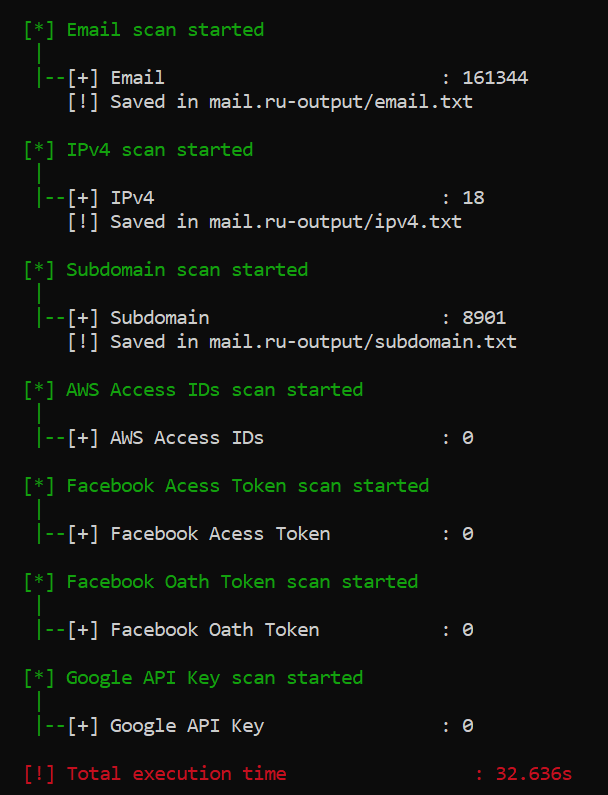 [*] Email scan started
|
|--[+] Email : 161344
[!] Saved in mail.ru-output/email.txt
[*] IPv4 scan started
|
|--[+] IPv4 : 18
[!] Saved in mail.ru-output/ipv4.txt
[*] Subdomain scan started
|
|--[+] Subdomain : 8901
[!] Saved in mail.ru-output/subdomain.txt
[*] AWS Access IDs scan started
|
|--[+] AWS Access IDs : 0
[*] Facebook Acess Token scan started
|
|--[+] Facebook Acess Token : 0
[*] Facebook Oath Token scan started
|
|--[+] Facebook Oath Token : 0
[*] Google API Key scan started
|
|--[+] Google API Key : 0
[!] Total execution time : 32.636s